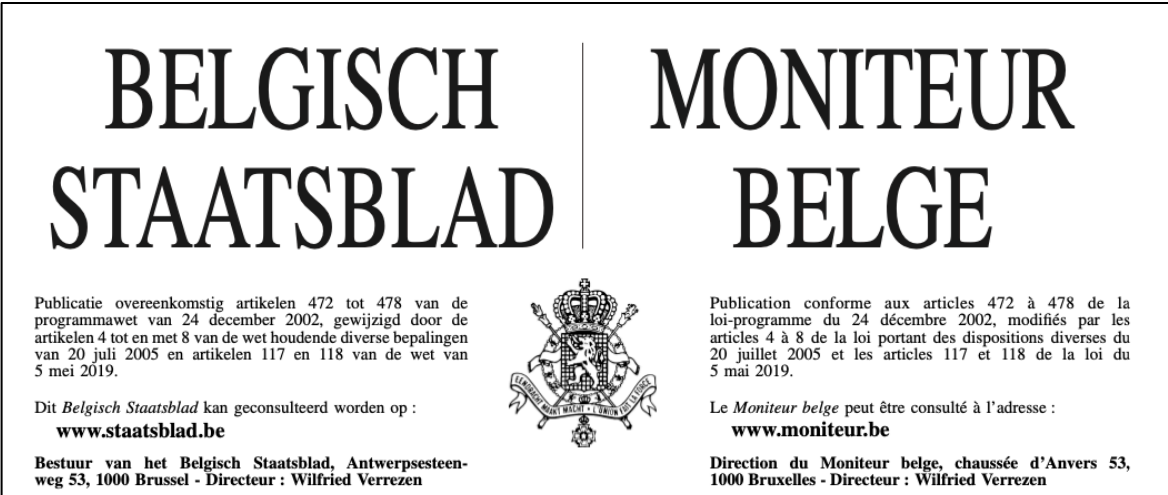 BELGISCH
STAATSBLAD
Publicatie overeenkomstig artikelen 472 tot 478 van de
programmawet van 24 december 2002, gewijzigd door de
artikelen 4 tot en met 8 van de wet houdende diverse bepalingen
van 20 juli 2005 en artikelen 117 en 118 van de wet van
5 mei 2019.
Dit Belgisch Staatsblad kan geconsulteerd worden op :
www.staatsblad.be
Bestuur van het Belgisch Staatsblad, Antwerpsesteen-
weg 53, 1000 Brussel - Directeur : Wilfried Verrezen
EENDRACHT MAAKT MACHT • L'UNION FAIT LA FORCE
MONITEUR
BELGE
Publication conforme aux articles 472 à 478 de la
loi-programme du 24 décembre 2002, modifiés par les
articles 4 à 8 de la loi portant des dispositions diverses du
20 juillet 2005 et les articles 117 et 118 de la loi du
5 mai 2019.
Le Moniteur belge peut être consulté à l'adresse :
www.moniteur.be
Direction du Moniteur belge, chaussée d'Anvers 53,
1000 Bruxelles - Directeur : Wilfried Verrezen